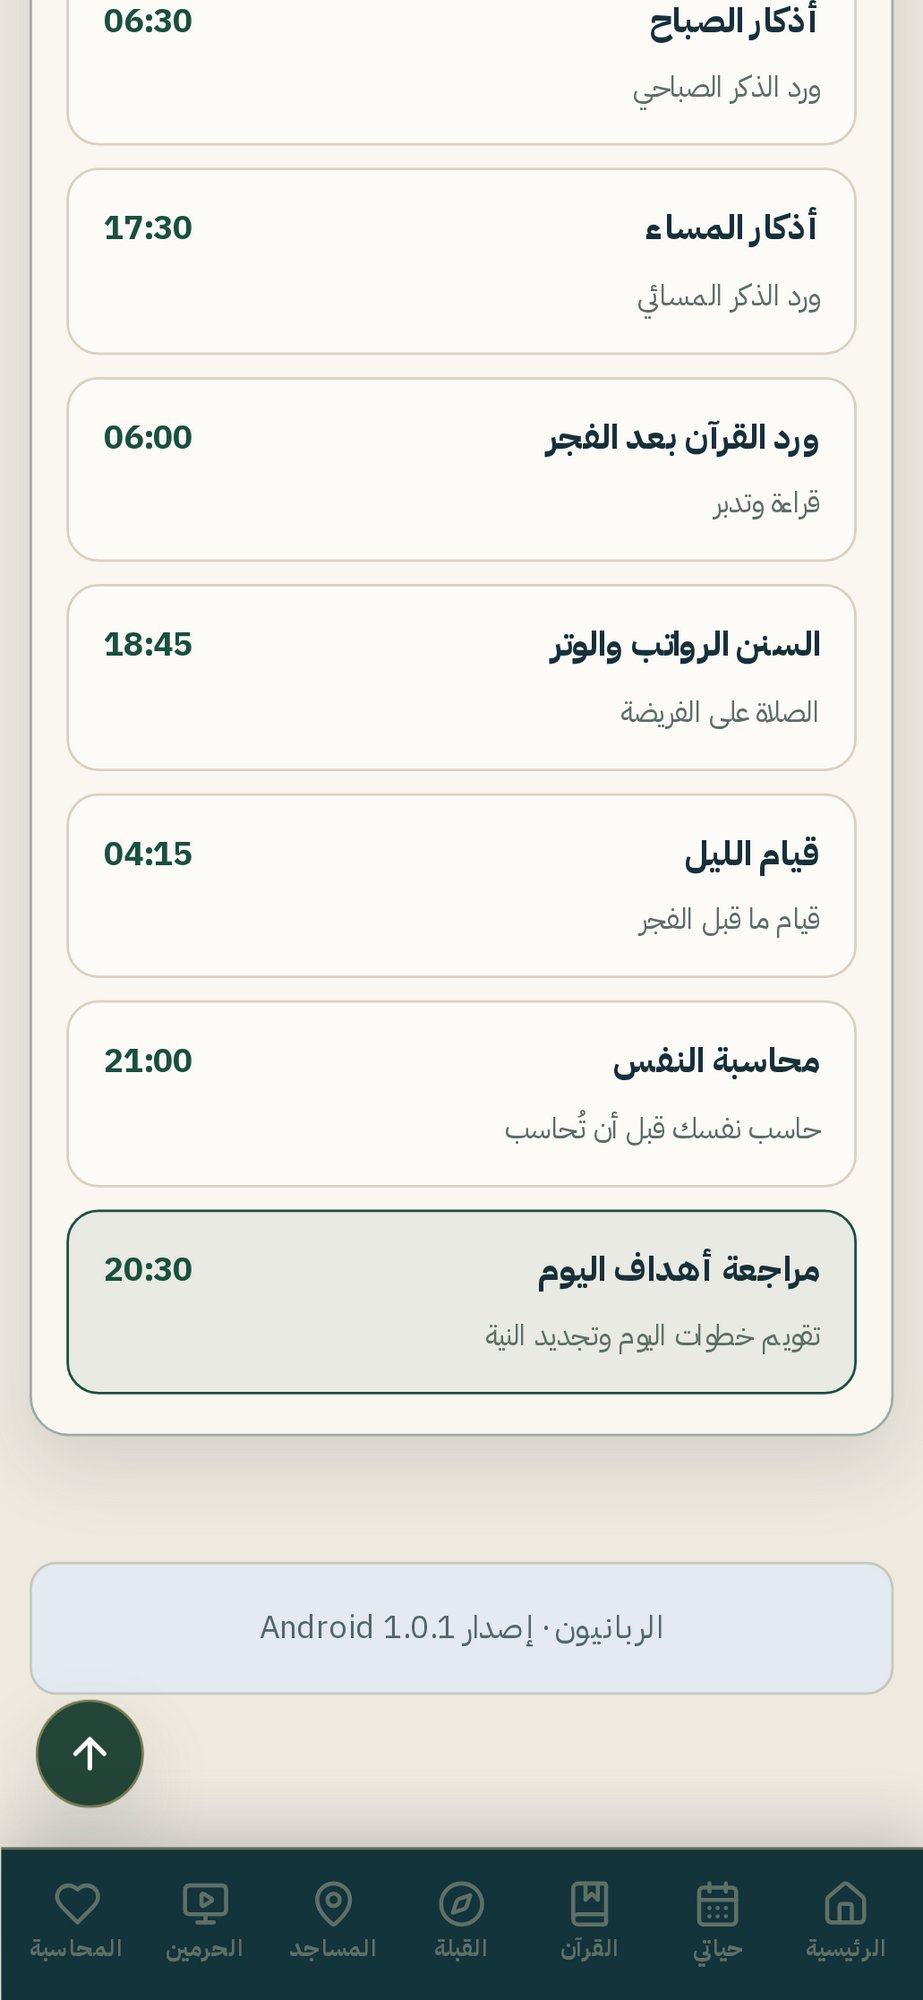 أذكار الصباح 06:30
ورد الذكر الصباحي
أذكار المساء 17:30
ورد الذكر المسائي
ورد القرآن بعد الفجر 06:00
قراءة وتدبر
السنن الرواتب والوتر 18:45
الصلاة على الفريضة
قيام الليل 04:15
قيام ما قبل الفجر
محاسبة النفس 21:00
حاسب نفسك قبل أن تُحاسب
مراجعة أهداف اليوم 20:30
تقويم خطوات اليوم وتجديد النية
الربانيون · إصدار Android 1.0.1
الرئيسية
حياتي
القرآن
القبلة
المساجد
الحرمين
المحاسبة